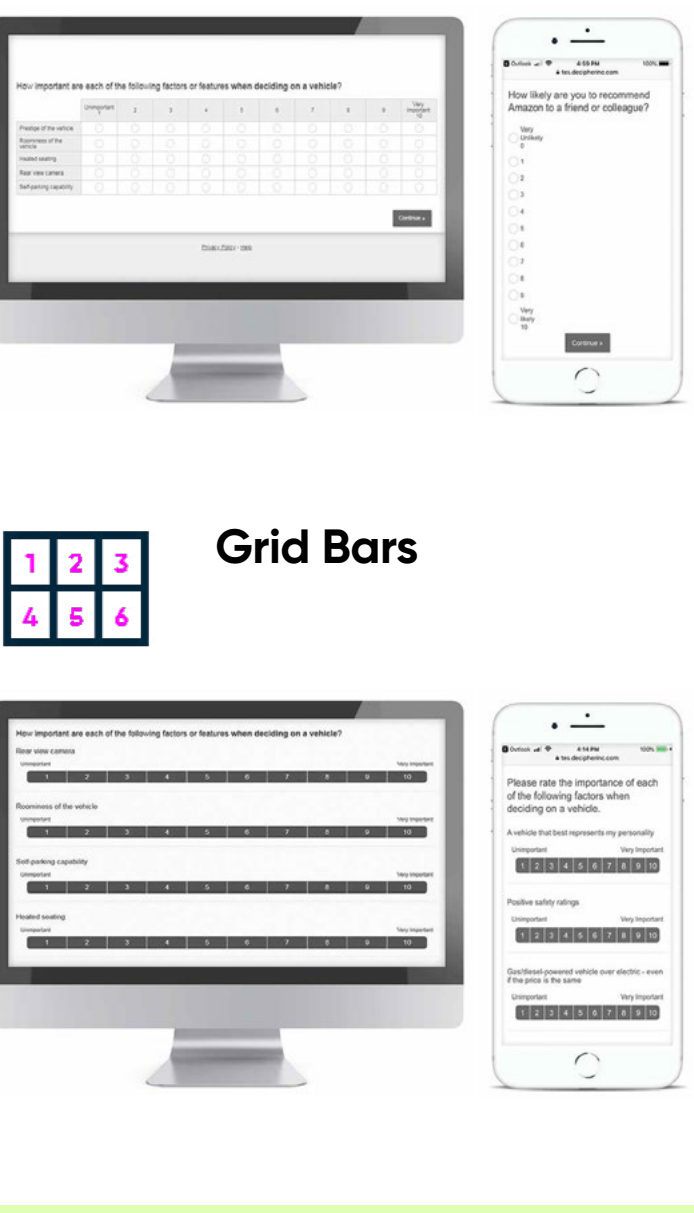 How important are each of the following factors or features when deciding on a vehicle?
Unimportant 1 2 3 4 5 6 7 8 9 Very important 10
Prestige of the vehicle
Roominess of the vehicle
Heated seating
Rear view camera
Self-parking capability
Continue »
Privacy Policy - Help
Outlook 4:59 PM 100%
tes.decipherinc.com
How likely are you to recommend
Amazon to a friend or colleague?
Very
Unlikely
0
1
2
3
4
5
6
7
8
9
Very
likely
10
Continue »
Grid Bars
1 2 3
4 5 6
How important are each of the following factors or features when deciding on a vehicle?
Rear view camera
Unimportant Very Important
1 2 3 4 5 6 7 8 9 10
Roominess of the vehicle
Unimportant Very Important
1 2 3 4 5 6 7 8 9 10
Self-parking capability
Unimportant Very Important
1 2 3 4 5 6 7 8 9 10
Heated seating
Unimportant Very Important
1 2 3 4 5 6 7 8 9 10
Outlook 4:14 PM 100%
tes.decipherinc.com
Please rate the importance of each
of the following factors when
deciding on a vehicle.
A vehicle that best represents my personality
Unimportant Very Important
1 2 3 4 5 6 7 8 9 10
Positive safety ratings
Unimportant Very Important
1 2 3 4 5 6 7 8 9 10
Gas/diesel-powered vehicle over electric - even
if the price is the same
Unimportant Very Important
1 2 3 4 5 6 7 8 9 10